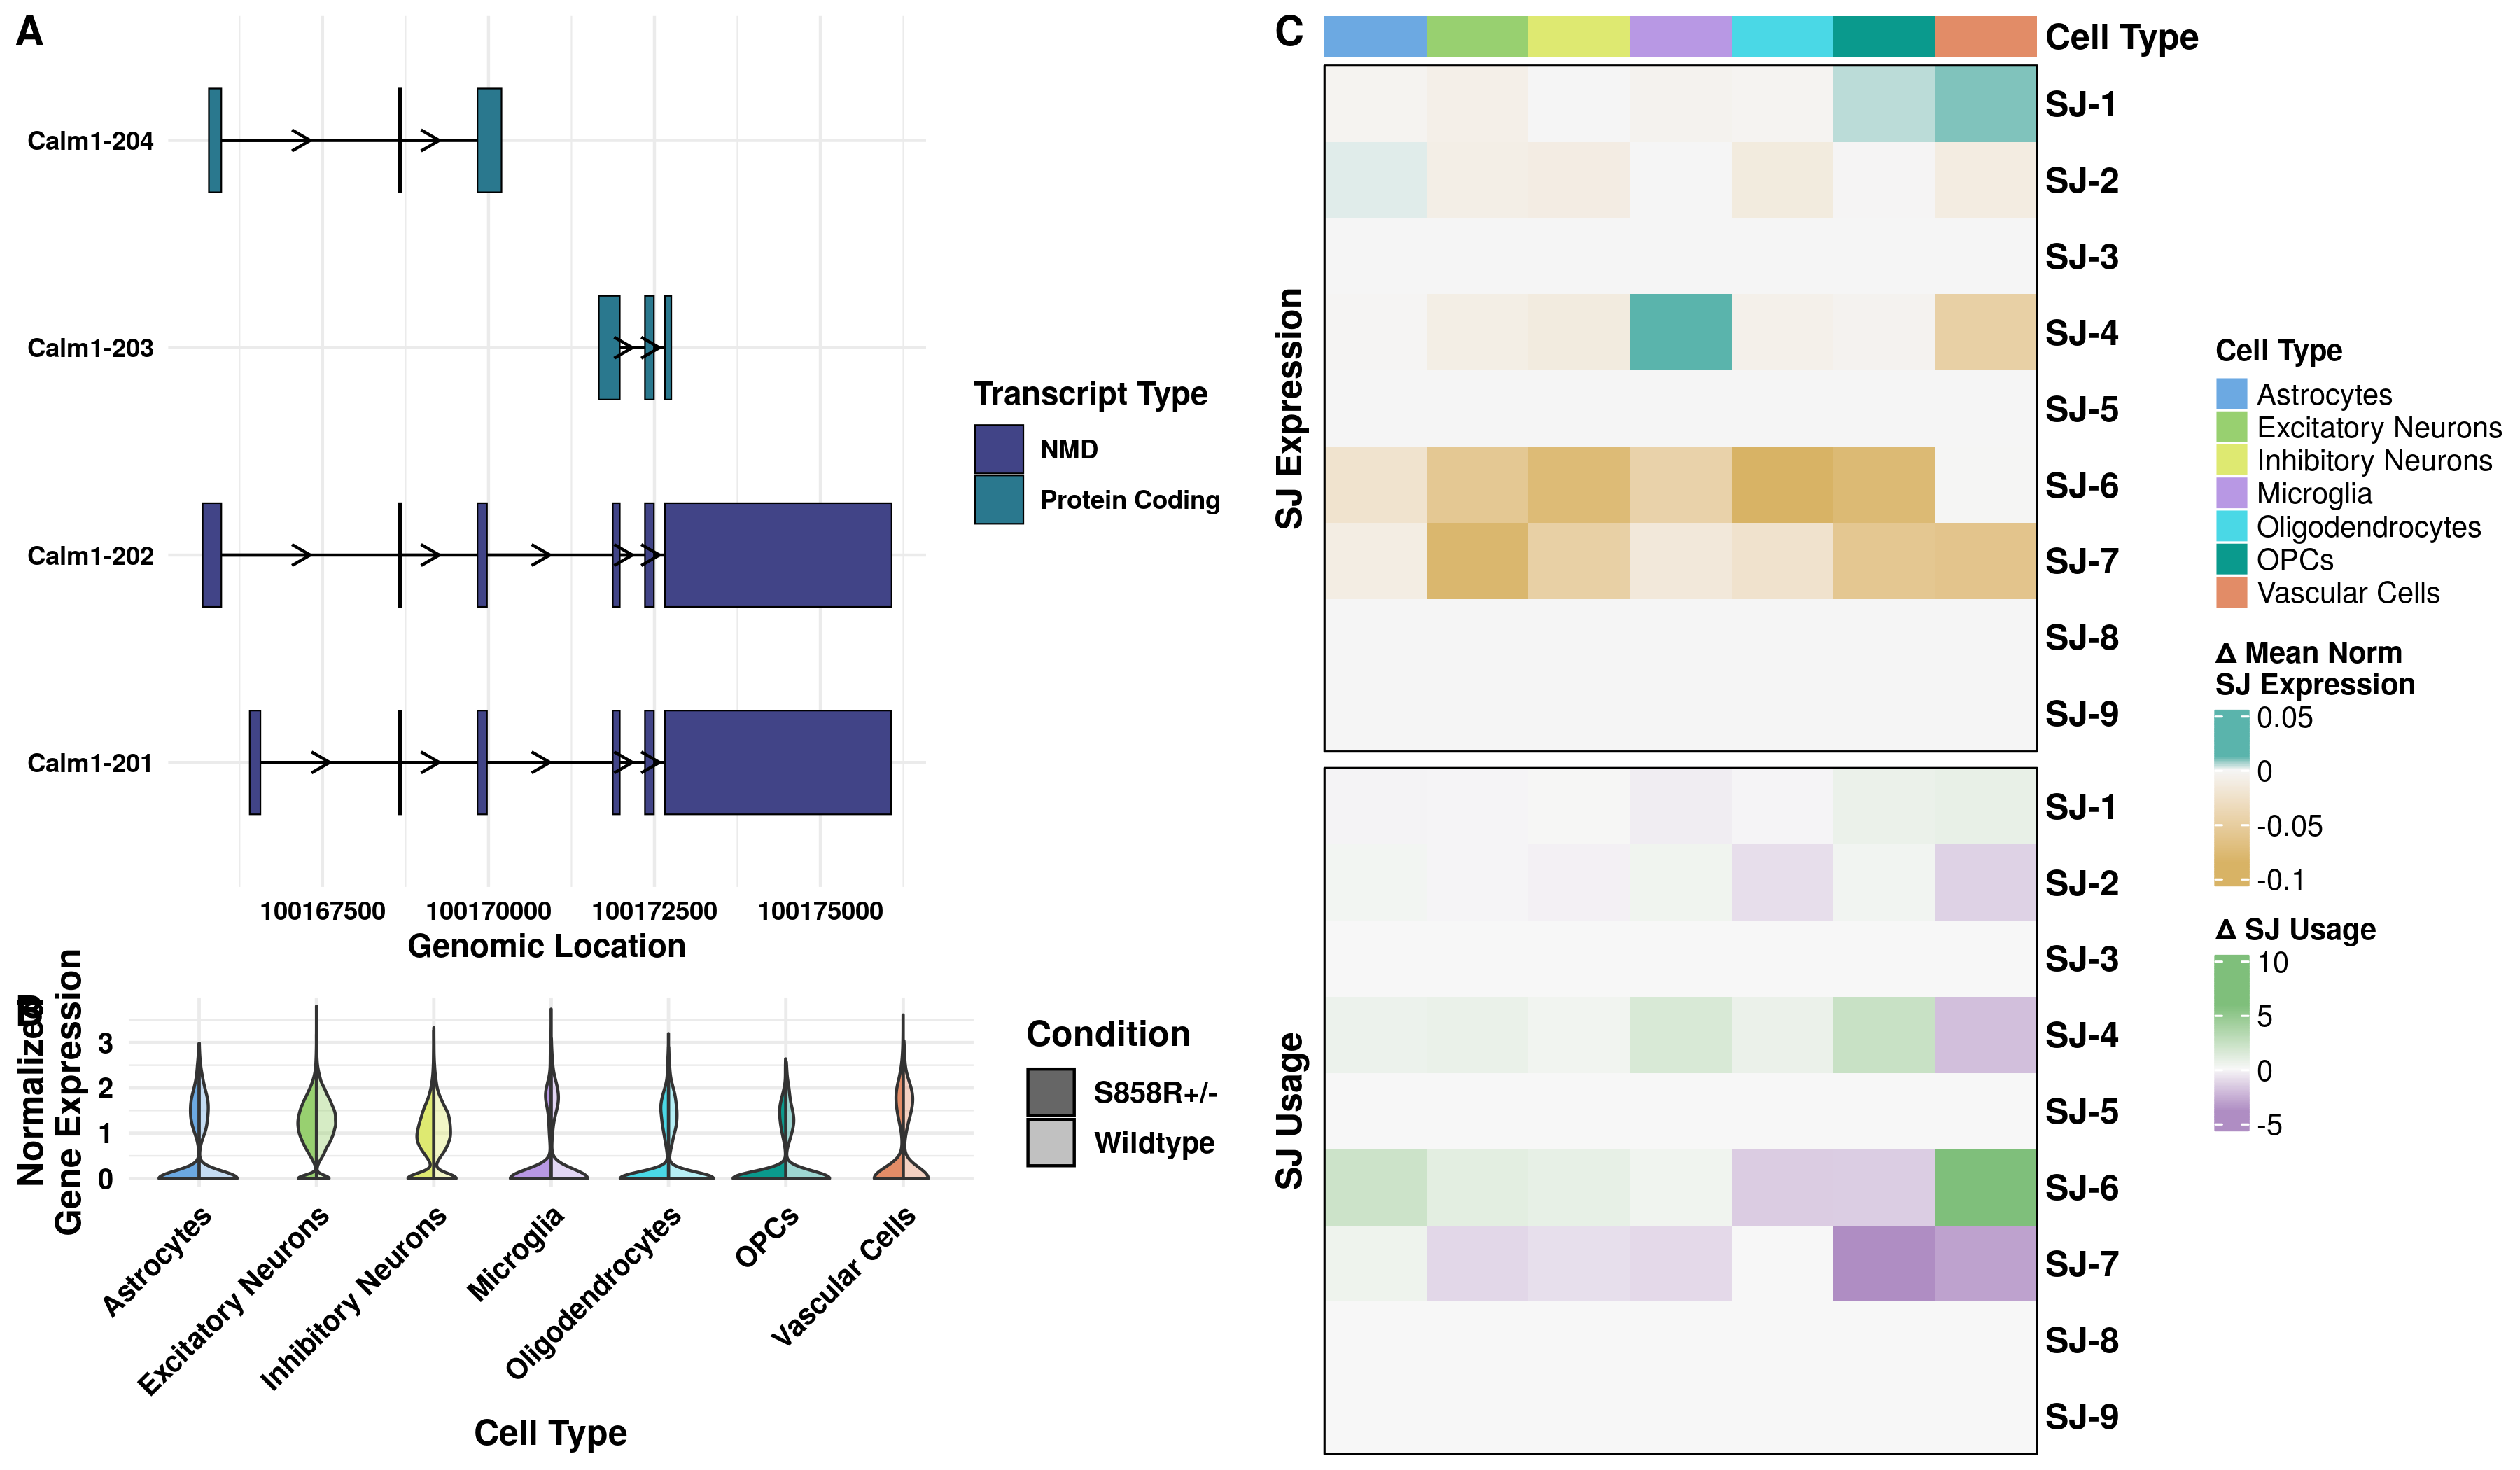 A
Calm1-204
Calm1-203
Calm1-202
Calm1-201
100167500
100170000
100172500
100175000
Genomic Location
Transcript Type
NMD
Protein Coding
Normalized
Gene Expression
3
2
1
0
Astrocytes
Excitatory Neurons
Inhibitory Neurons
Microglia
Oligodendrocytes
OPCs
Vascular Cells
Cell Type
Condition
S858R+/-
Wildtype
C
Cell Type
SJ Expression
SJ-1
SJ-2
SJ-3
SJ-4
SJ-5
SJ-6
SJ-7
SJ-8
SJ-9
SJ Usage
SJ-1
SJ-2
SJ-3
SJ-4
SJ-5
SJ-6
SJ-7
SJ-8
SJ-9
Cell Type
Astrocytes
Excitatory Neurons
Inhibitory Neurons
Microglia
Oligodendrocytes
OPCs
Vascular Cells
Δ Mean Norm
SJ Expression
0.05
0
-0.05
-0.1
Δ SJ Usage
10
5
0
-5